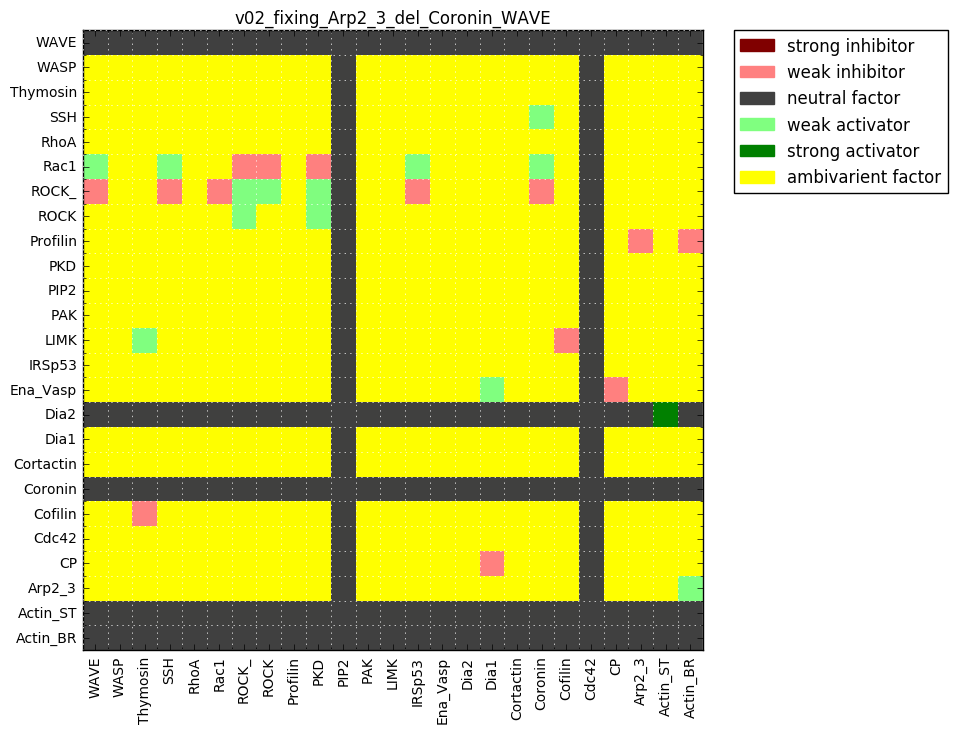 v02_fixing_Arp2_3_del_Coronin_WAVE
strong inhibitor
weak inhibitor
neutral factor
weak activator
strong activator
ambivarient factor
WAVE
WASP
Thymosin
SSH
RhoA
Rac1
ROCK_
ROCK
Profilin
PKD
PIP2
PAK
LIMK
IRSp53
Ena_Vasp
Dia2
Dia1
Cortactin
Coronin
Cofilin
Cdc42
CP
Arp2_3
Actin_ST
Actin_BR
WAVE
WASP
Thymosin
SSH
RhoA
Rac1
ROCK_
ROCK
Profilin
PKD
PIP2
PAK
LIMK
IRSp53
Ena_Vasp
Dia2
Dia1
Cortactin
Coronin
Cofilin
Cdc42
CP
Arp2_3
Actin_ST
Actin_BR